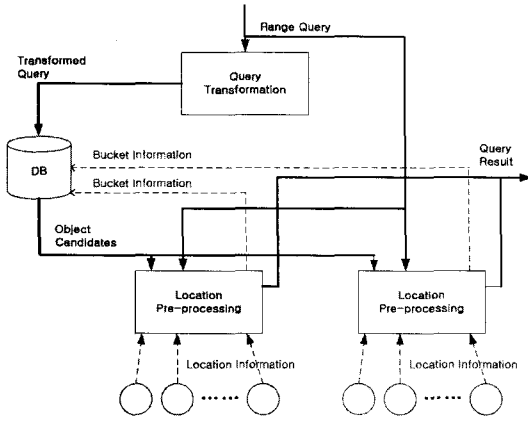 Range Query
Transformed
Query
Query
Transformation
Query
Result
Bucket Information
DB
Bucket Information
Object
Candidates
Location
Pre-processing
Location
Pre-processing
Location Information
Location Information